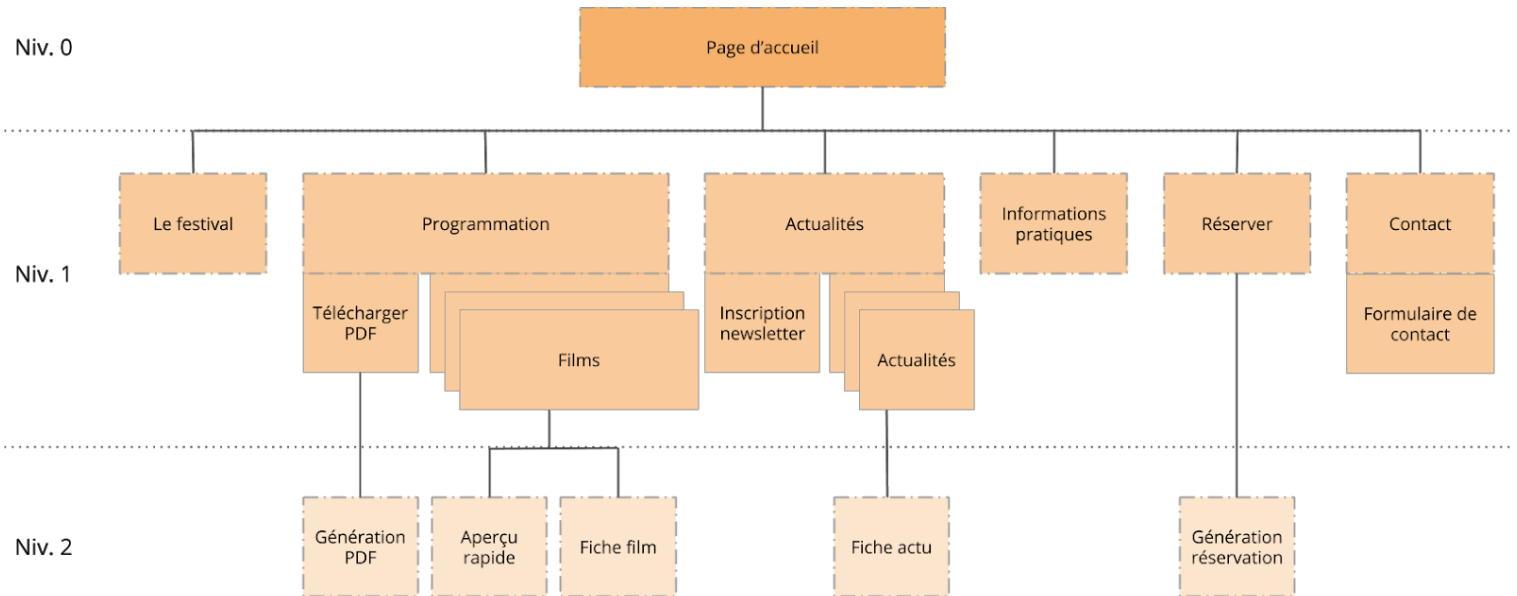 Niv. 0
Page d’accueil
Niv. 1
Le festival
Programmation
Actualités
Informations
pratiques
Réserver
Contact
Télécharger
PDF
Films
Inscription
newsletter
Actualités
Formulaire de
contact
Niv. 2
Génération
PDF
Aperçu
rapide
Fiche film
Fiche actu
Génération
réservation